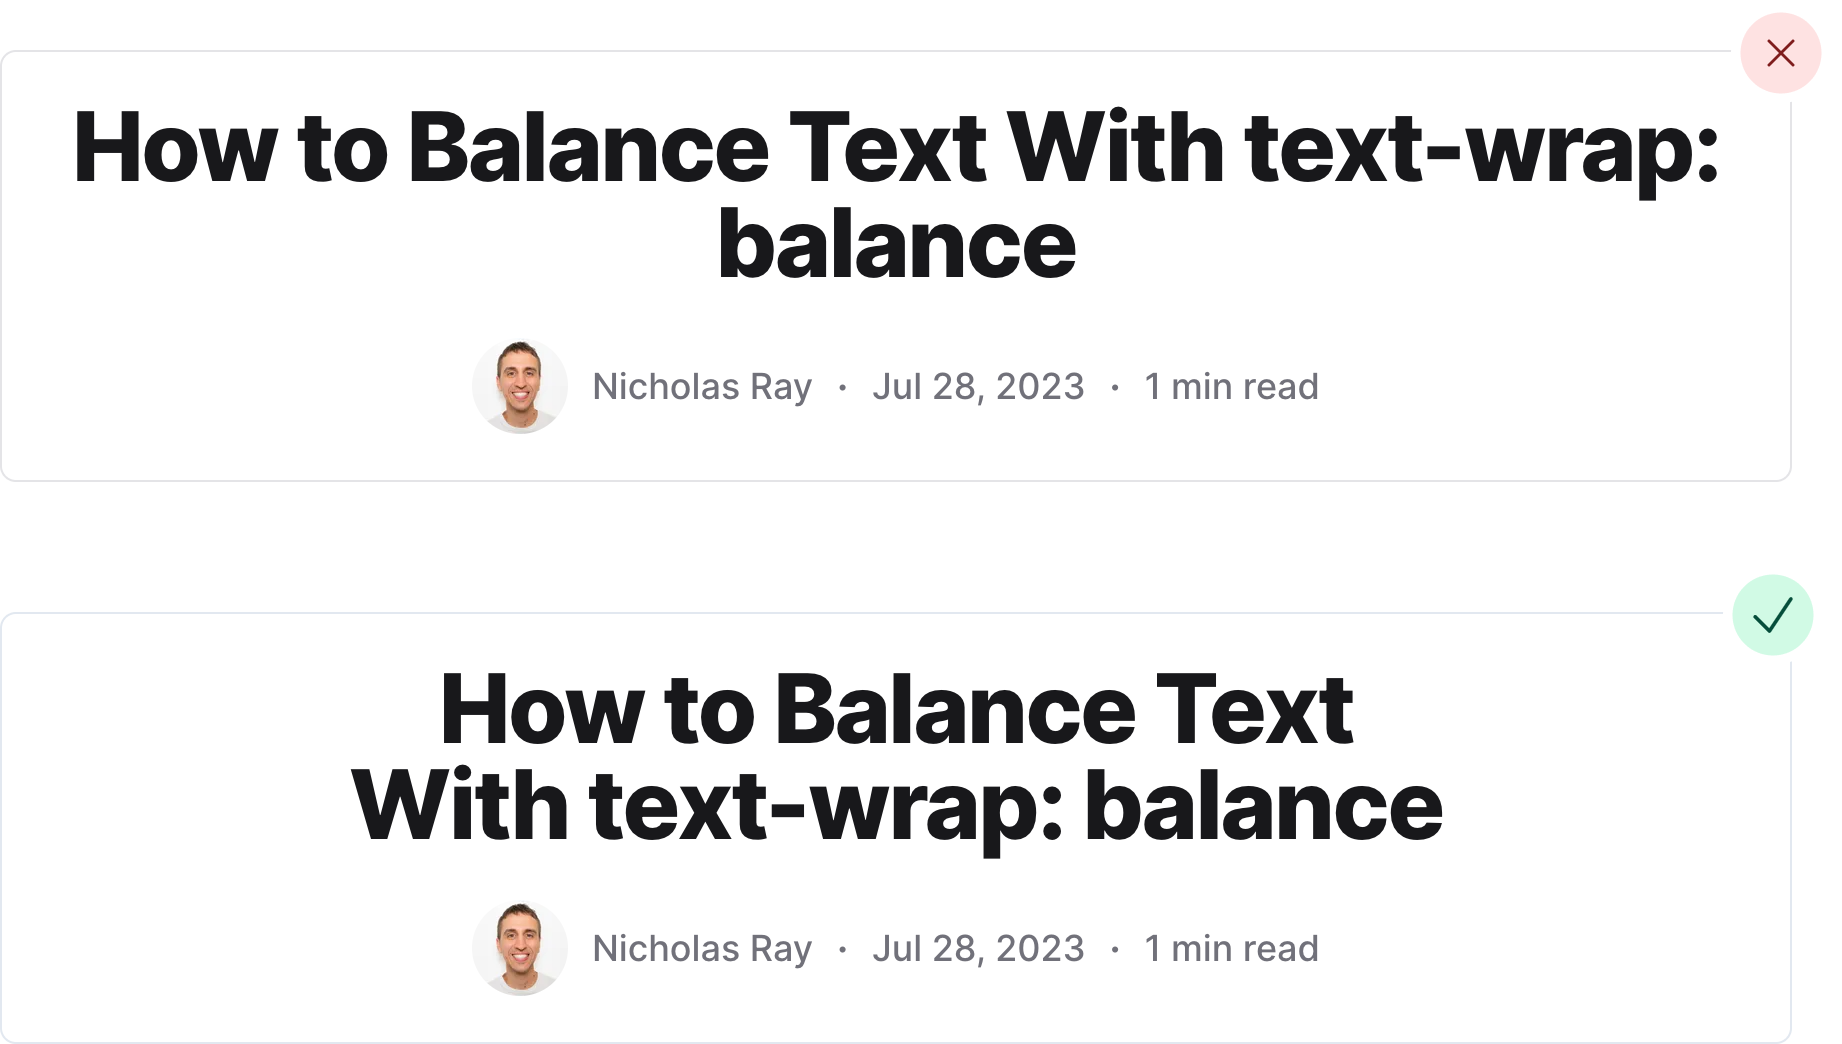 How to Balance Text With text-wrap:
balance
Nicholas Ray · Jul 28, 2023 · 1 min read
How to Balance Text
With text-wrap: balance
Nicholas Ray · Jul 28, 2023 · 1 min read